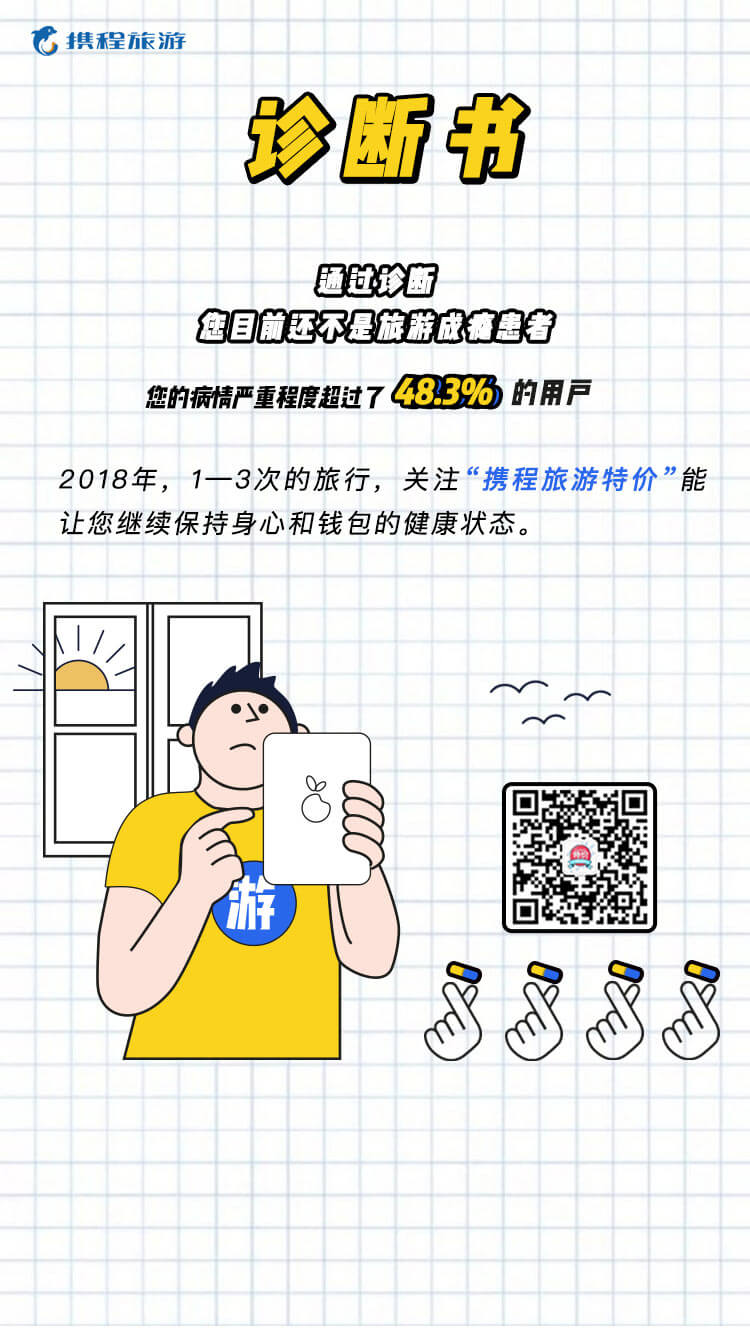 携程旅游
诊断书
通过诊断
您目前还不是旅游成瘾患者
您的病情严重程度超过了 48.3% 的用户
2018年，1—3次的旅行，关注“携程旅游特价”能
让您继续保持身心和钱包的健康状态。
游
特价